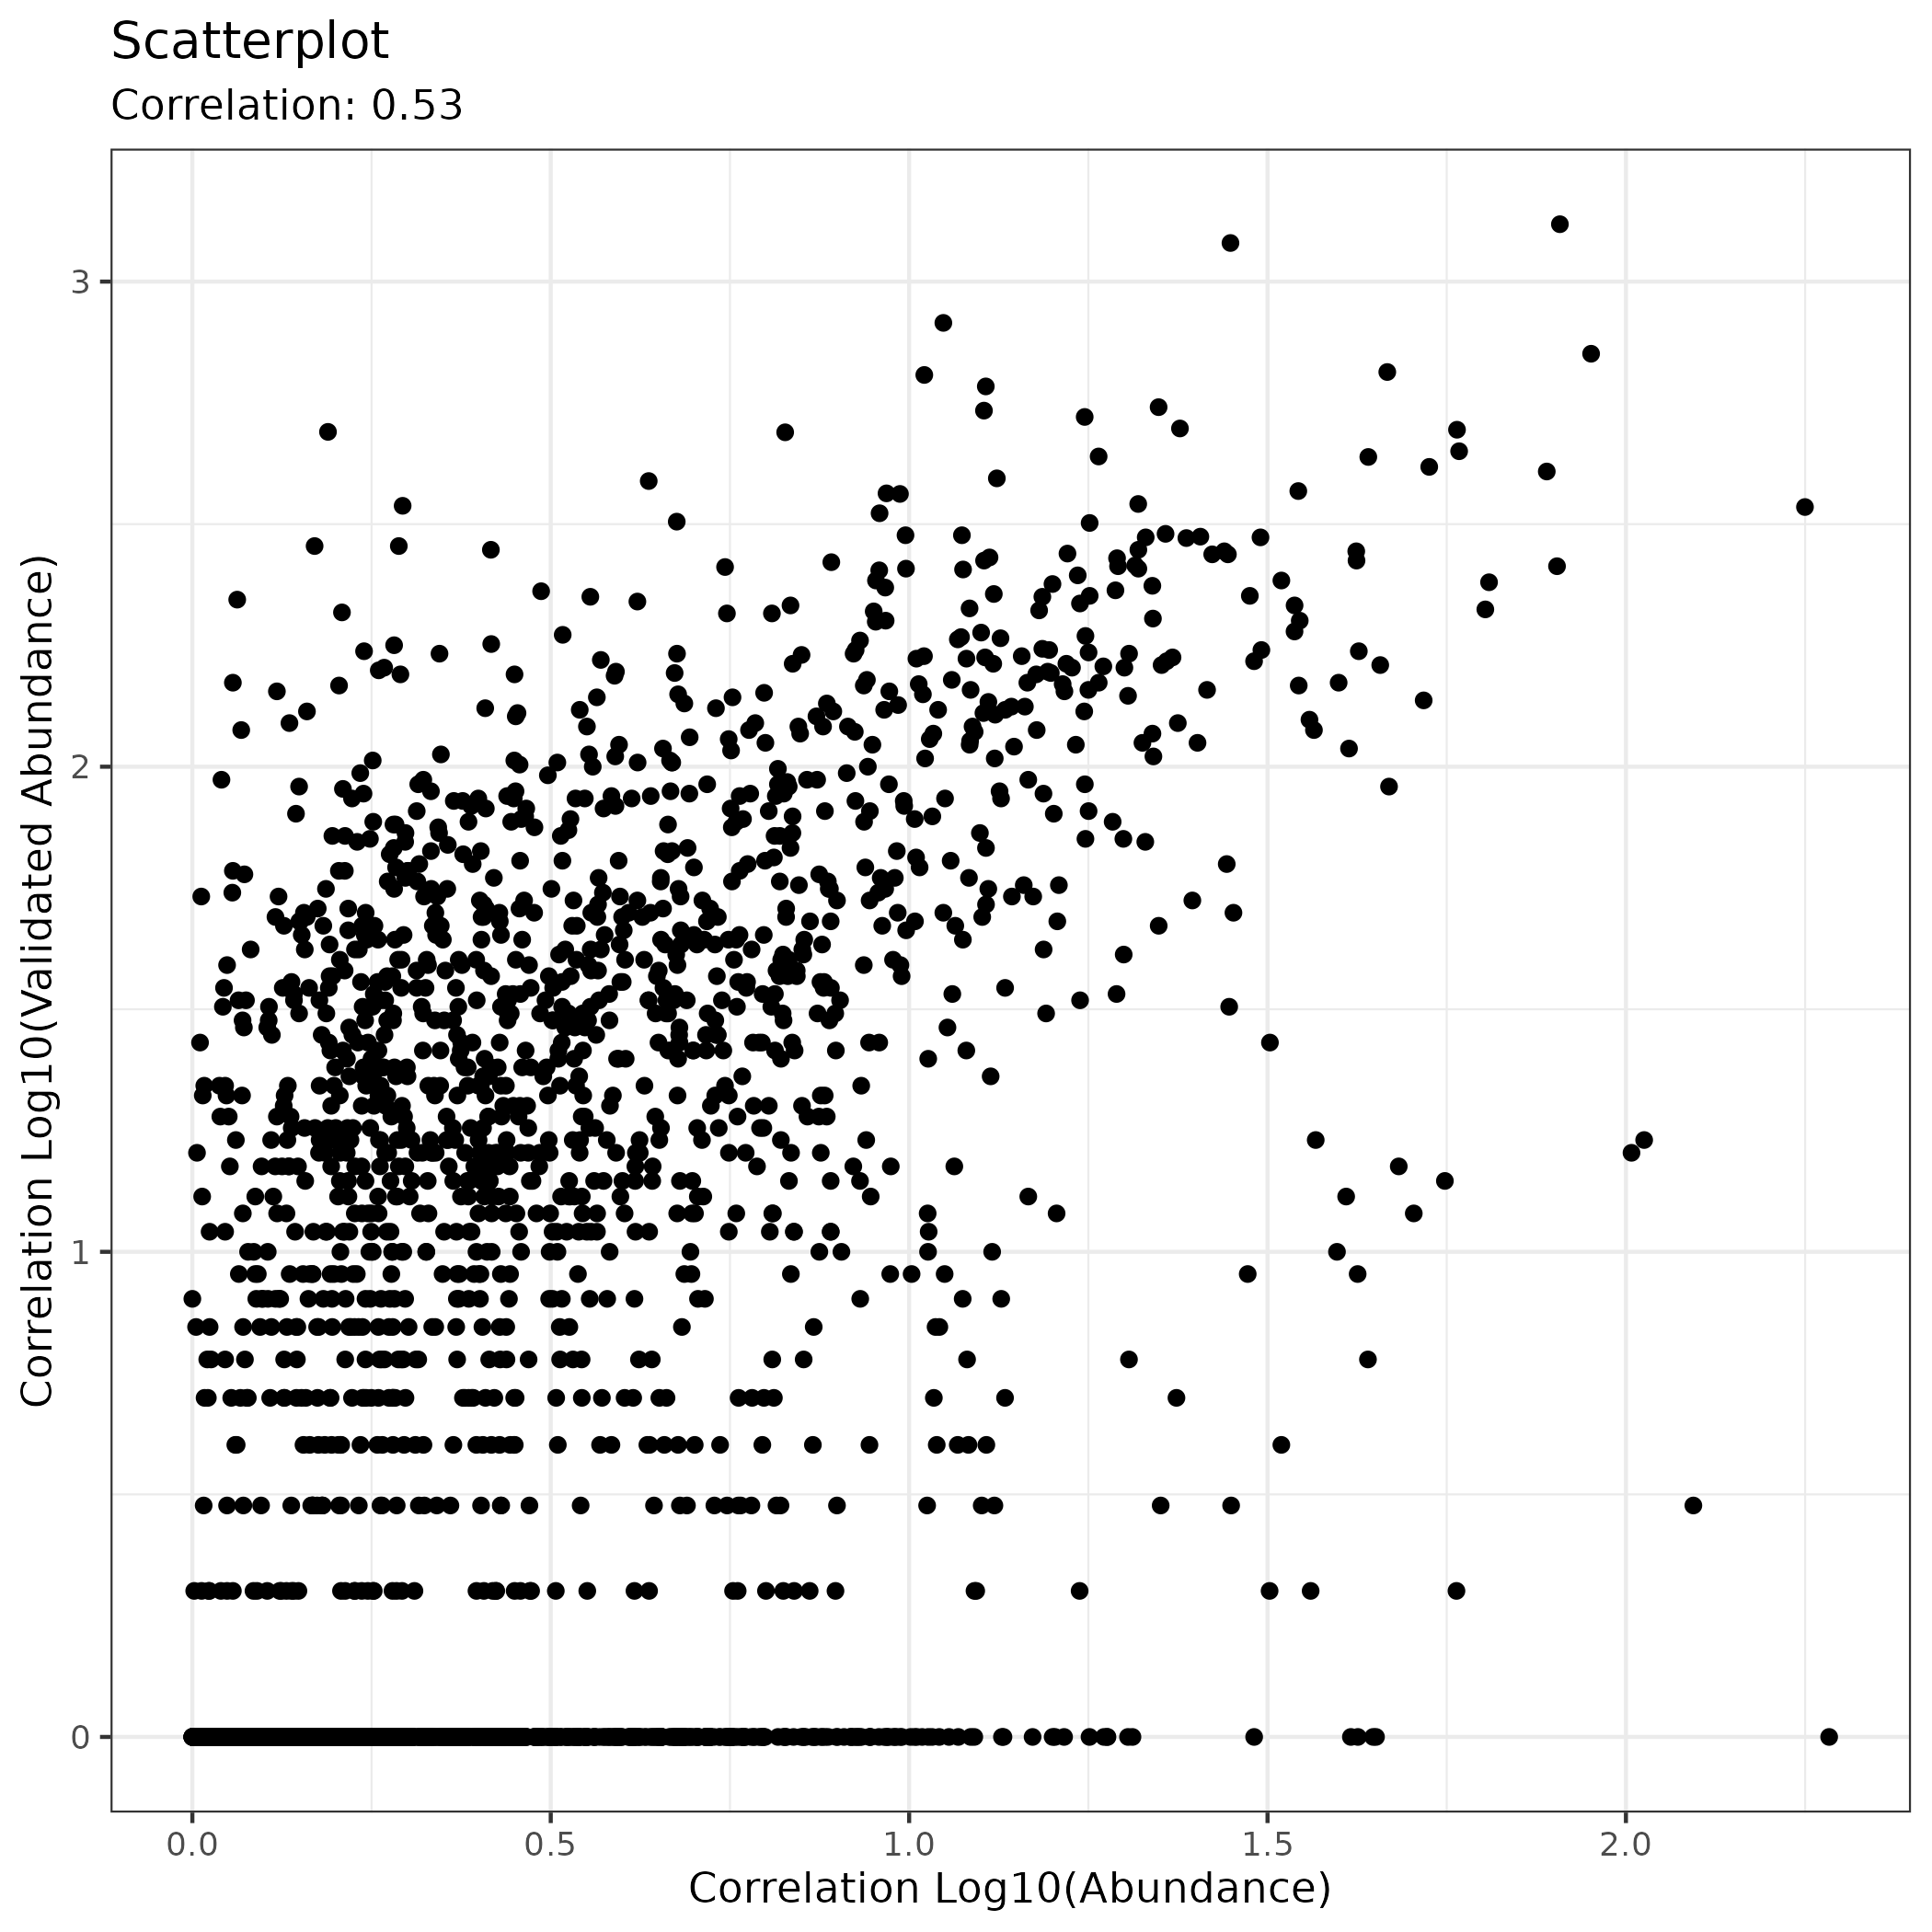 Scatterplot
Correlation: 0.53
Correlation Log10(Validated Abundance)
3
2
1
0
0.0 0.5 1.0 1.5 2.0
Correlation Log10(Abundance)